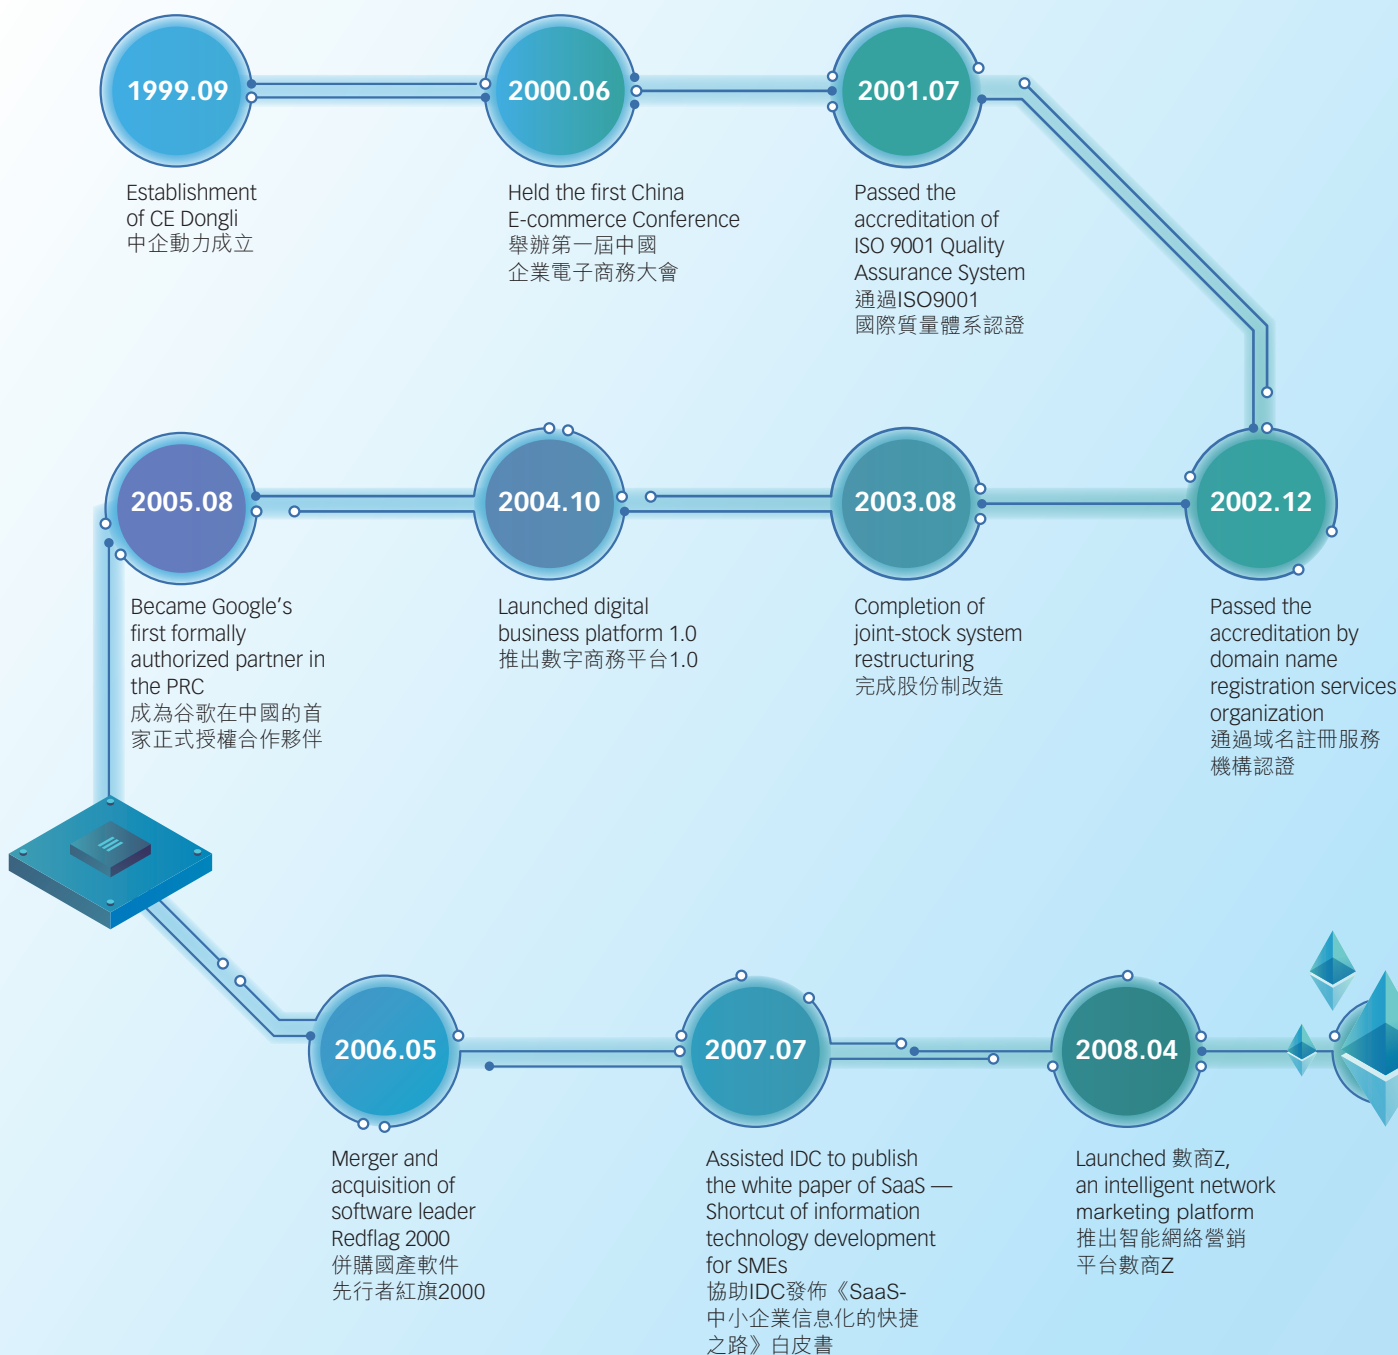 1999.09
Establishment
of CE Dongli
中企動力成立
2000.06
Held the first China
E-commerce Conference
舉辦第一屆中國
企業電子商務大會
2001.07
Passed the
accreditation of
ISO 9001 Quality
Assurance System
通過ISO9001
國際質量體系認證
2002.12
Passed the
accreditation by
domain name
registration services
organization
通過域名註冊服務
機構認證
2003.08
Completion of
joint-stock system
restructuring
完成股份制改造
2004.10
Launched digital
business platform 1.0
推出數字商務平台1.0
2005.08
Became Google's
first formally
authorized partner in
the PRC
成為谷歌在中國的首
家正式授權合作夥伴
2006.05
Merger and
acquisition of
software leader
Redflag 2000
併購國產軟件
先行者紅旗2000
2007.07
Assisted IDC to publish
the white paper of SaaS —
Shortcut of information
technology development
for SMEs
協助IDC發佈《SaaS-
中小企業信息化的快捷
之路》白皮書
2008.04
Launched 數商Z,
an intelligent network
marketing platform
推出智能網絡營銷
平台數商Z